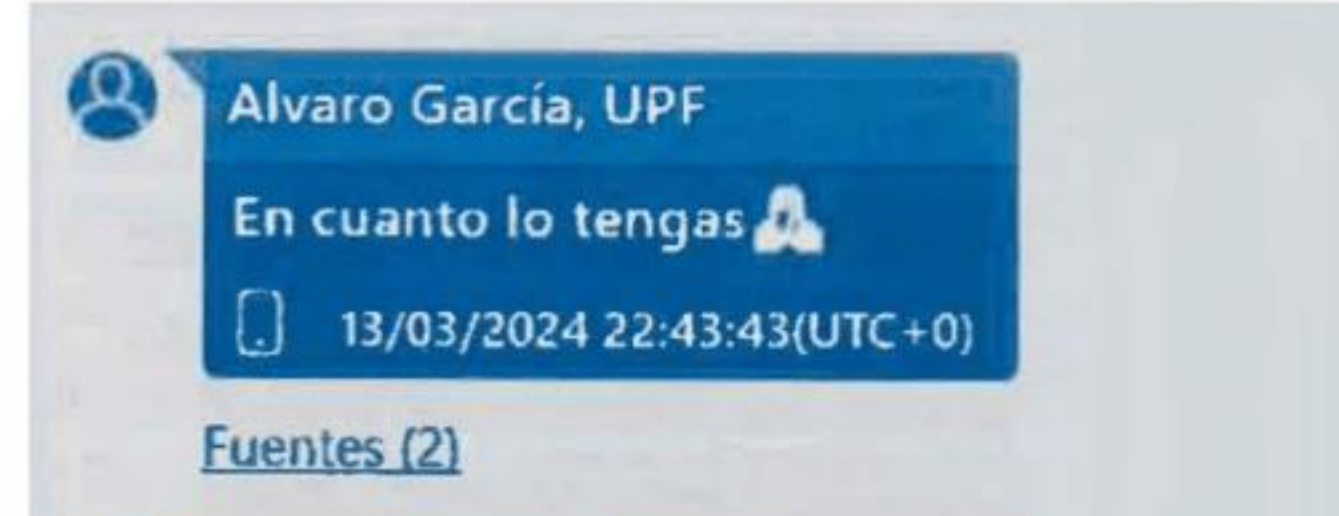 Alvaro García, UPF
En cuanto lo tengas🙏
13/03/2024 22:43:43(UTC+0)
Fuentes (2)